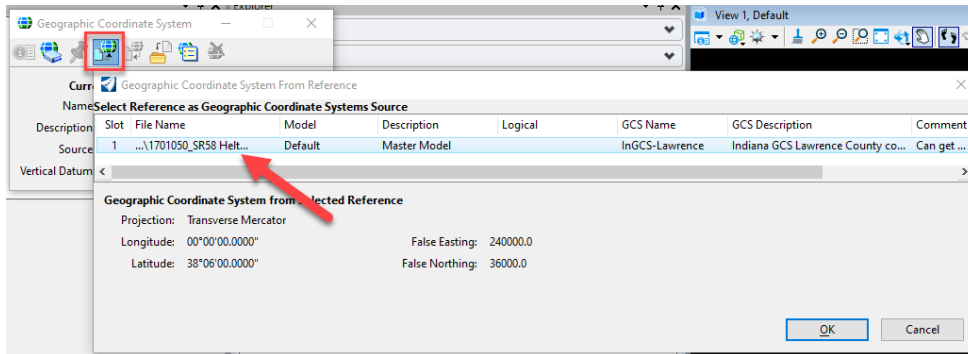 Explorer
Geographic Coordinate System
View 1, Default
Geographic Coordinate System From Reference
Name
Select Reference as Geographic Coordinate Systems Source
Description
Slot File Name Model Description Logical GCS Name GCS Description Comment
Source
1 ...\1701050_SR58 Helt... Default Master Model InGCS-Lawrence Indiana GCS Lawrence County co... Can get ...
Vertical Datum
Geographic Coordinate System from Selected Reference
Projection: Transverse Mercator
Longitude: 00°00'00.0000" False Easting: 240000.0
Latitude: 38°06'00.0000" False Northing: 36000.0
OK Cancel